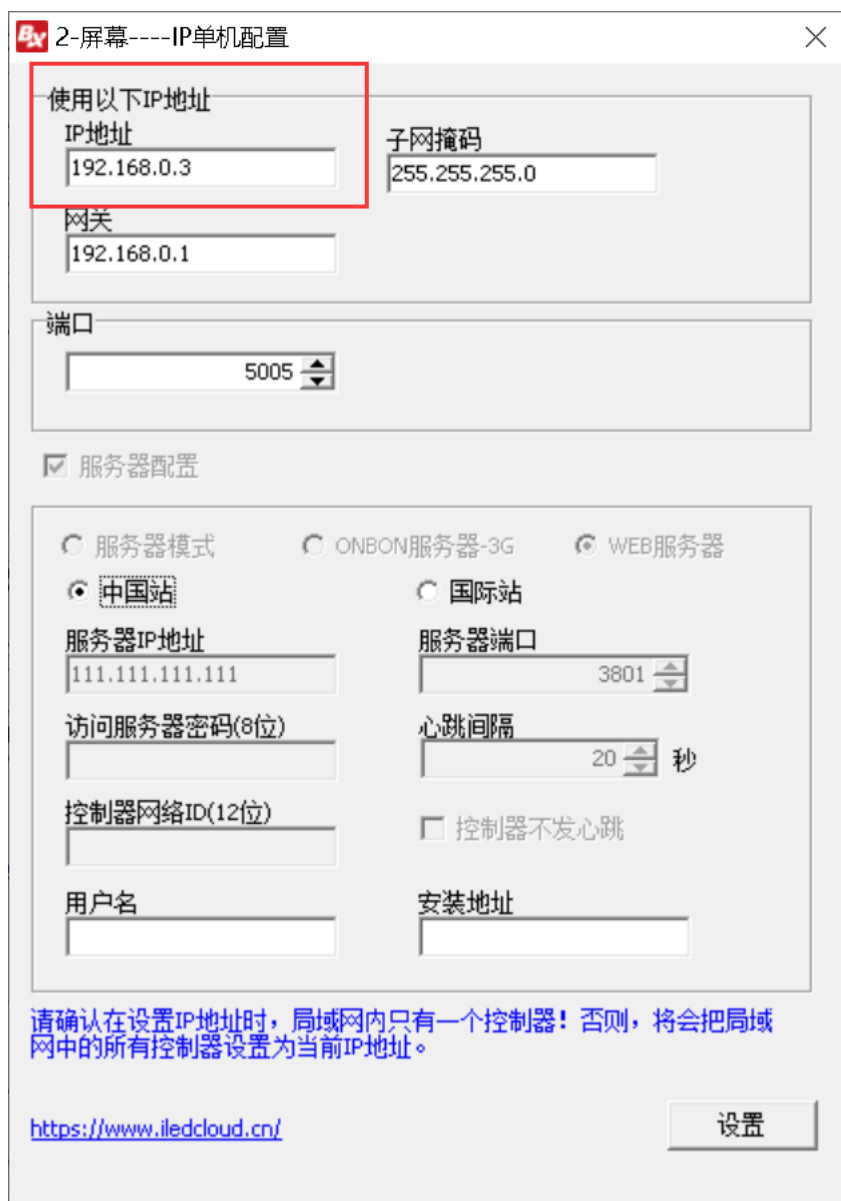 BX 2-屏幕----IP单机配置
使用以下IP地址
IP地址
子网掩码
192.168.0.3
255.255.255.0
网关
192.168.0.1
端口
5005
服务器配置
服务器模式 ONBON服务器-3G WEB服务器
中国站 国际站
服务器IP地址 服务器端口
111.111.111.111 3801
访问服务器密码(8位) 心跳间隔
20 秒
控制器网络ID(12位)
控制器不发心跳
用户名 安装地址
请确认在设置IP地址时，局域网内只有一个控制器！否则，将会把局域
网中的所有控制器设置为当前IP地址。
https://www.iledcloud.cn/
设置